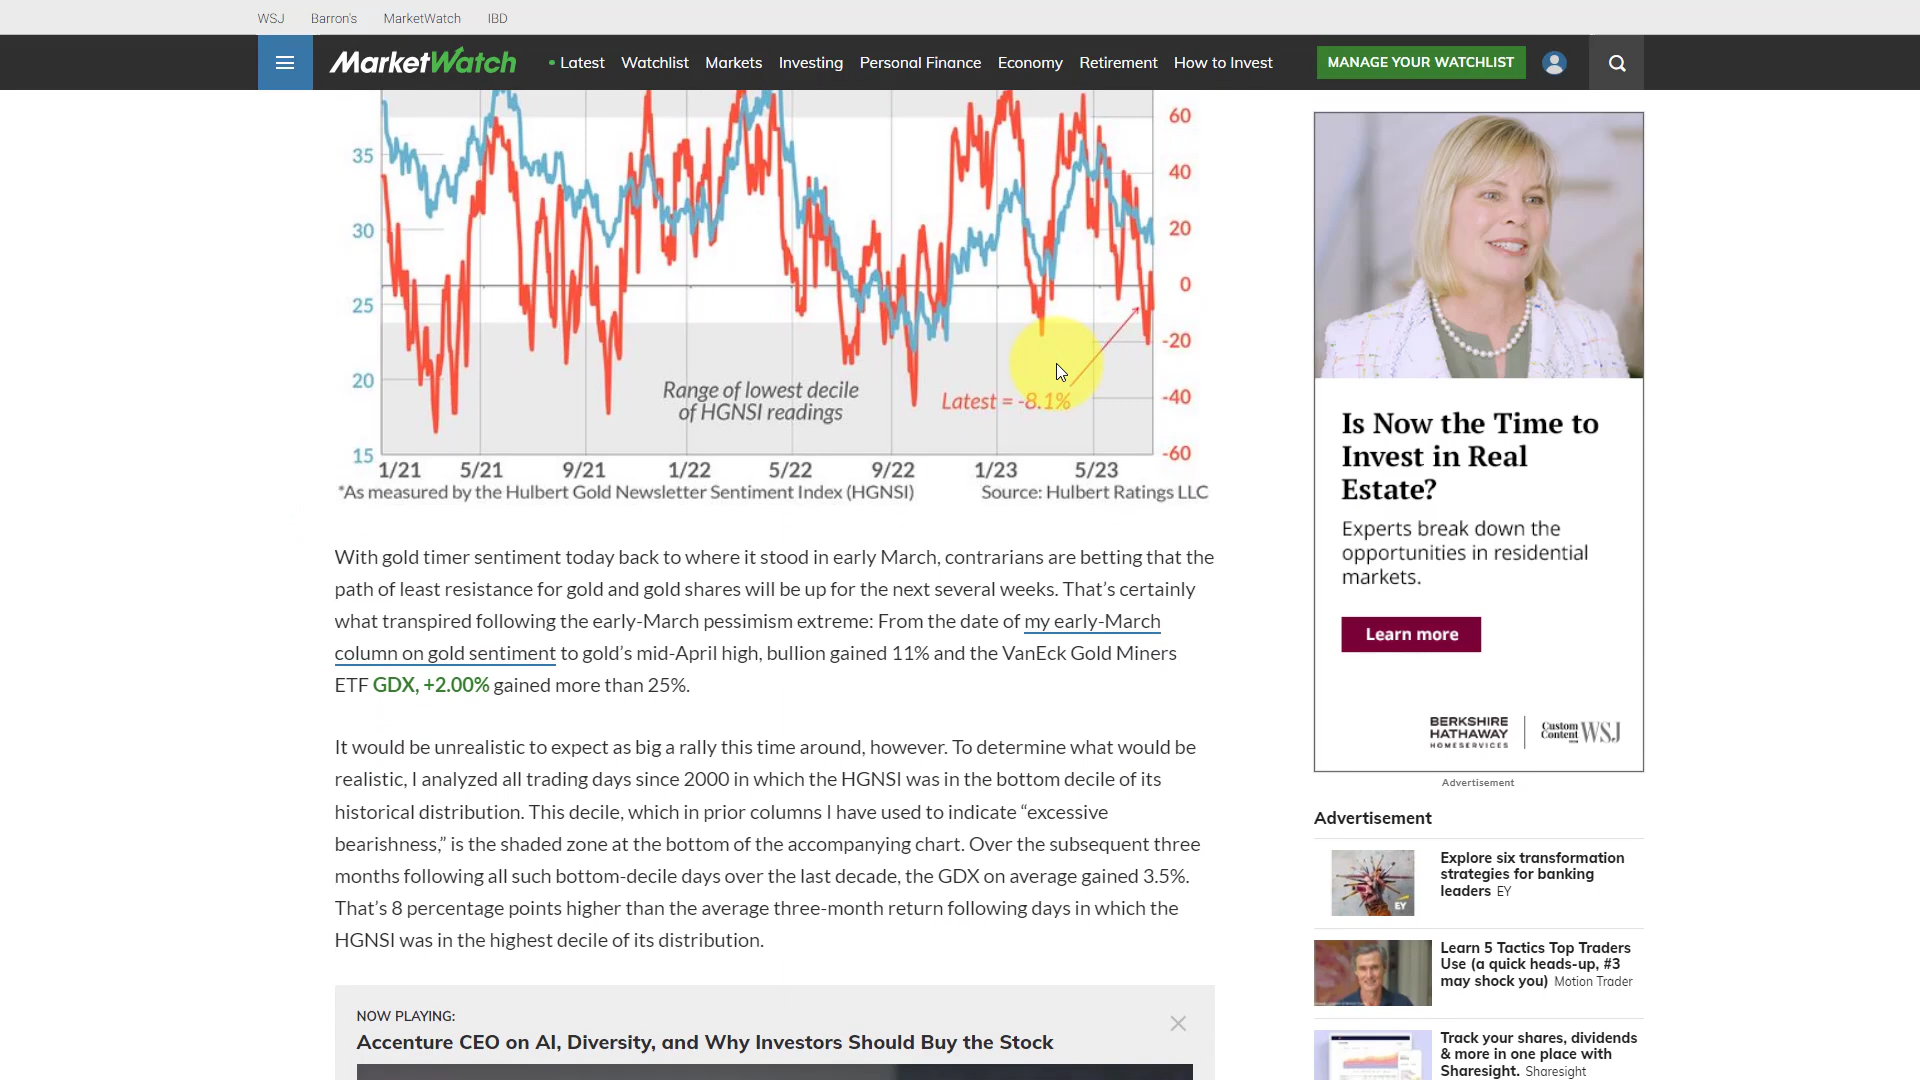 WSJ Barron's MarketWatch IBD
MarketWatch
• Latest Watchlist Markets Investing Personal Finance Economy Retirement How to Invest
MANAGE YOUR WATCHLIST
35
30
25
20
15
60
40
20
0
-20
-40
-60
Range of lowest decile
of HGNSI readings
Latest = -8.1%
1/21 5/21 9/21 1/22 5/22 9/22 1/23 5/23
*As measured by the Hulbert Gold Newsletter Sentiment Index (HGNSI) Source: Hulbert Ratings LLC
With gold timer sentiment today back to where it stood in early March, contrarians are betting that the
path of least resistance for gold and gold shares will be up for the next several weeks. That’s certainly
what transpired following the early-March pessimism extreme: From the date of my early-March
column on gold sentiment to gold’s mid-April high, bullion gained 11% and the VanEck Gold Miners
ETF GDX, +2.00% gained more than 25%.
It would be unrealistic to expect as big a rally this time around, however. To determine what would be
realistic, I analyzed all trading days since 2000 in which the HGNSI was in the bottom decile of its
historical distribution. This decile, which in prior columns I have used to indicate “excessive
bearishness,” is the shaded zone at the bottom of the accompanying chart. Over the subsequent three
months following all such bottom-decile days over the last decade, the GDX on average gained 3.5%.
That’s 8 percentage points higher than the average three-month return following days in which the
HGNSI was in the highest decile of its distribution.
NOW PLAYING:
Accenture CEO on AI, Diversity, and Why Investors Should Buy the Stock
Is Now the Time to
Invest in Real
Estate?
Experts break down the
opportunities in residential
markets.
Learn more
BERKSHIRE
HATHAWAY
HOMESERVICES
Custom
Content
WSJ
Advertisement
Advertisement
Explore six transformation
strategies for banking
leaders EY
EY
Learn 5 Tactics Top Traders
Use (a quick heads-up, #3
may shock you) Motion Trader
Track your shares, dividends
& more in one place with
Sharesight. Sharesight